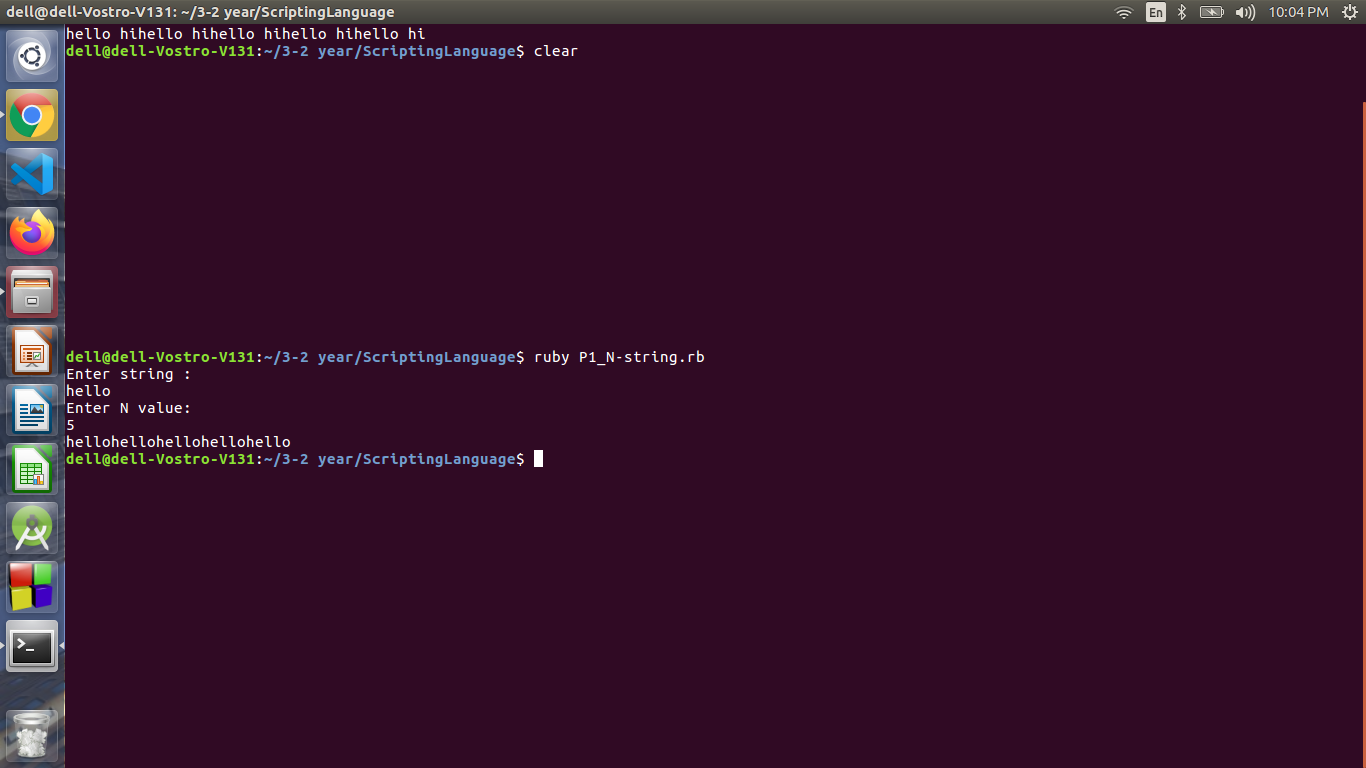 dell@dell-Vostro-V131: ~/3-2 year/ScriptingLanguage En 10:04 PM
hello hihello hihello hihello hihello hi
dell@dell-Vostro-V131:~/3-2 year/ScriptingLanguage$ clear
dell@dell-Vostro-V131:~/3-2 year/ScriptingLanguage$ ruby P1_N-string.rb
Enter string :
hello
Enter N value:
5
hellohellohellohellohello
dell@dell-Vostro-V131:~/3-2 year/ScriptingLanguage$